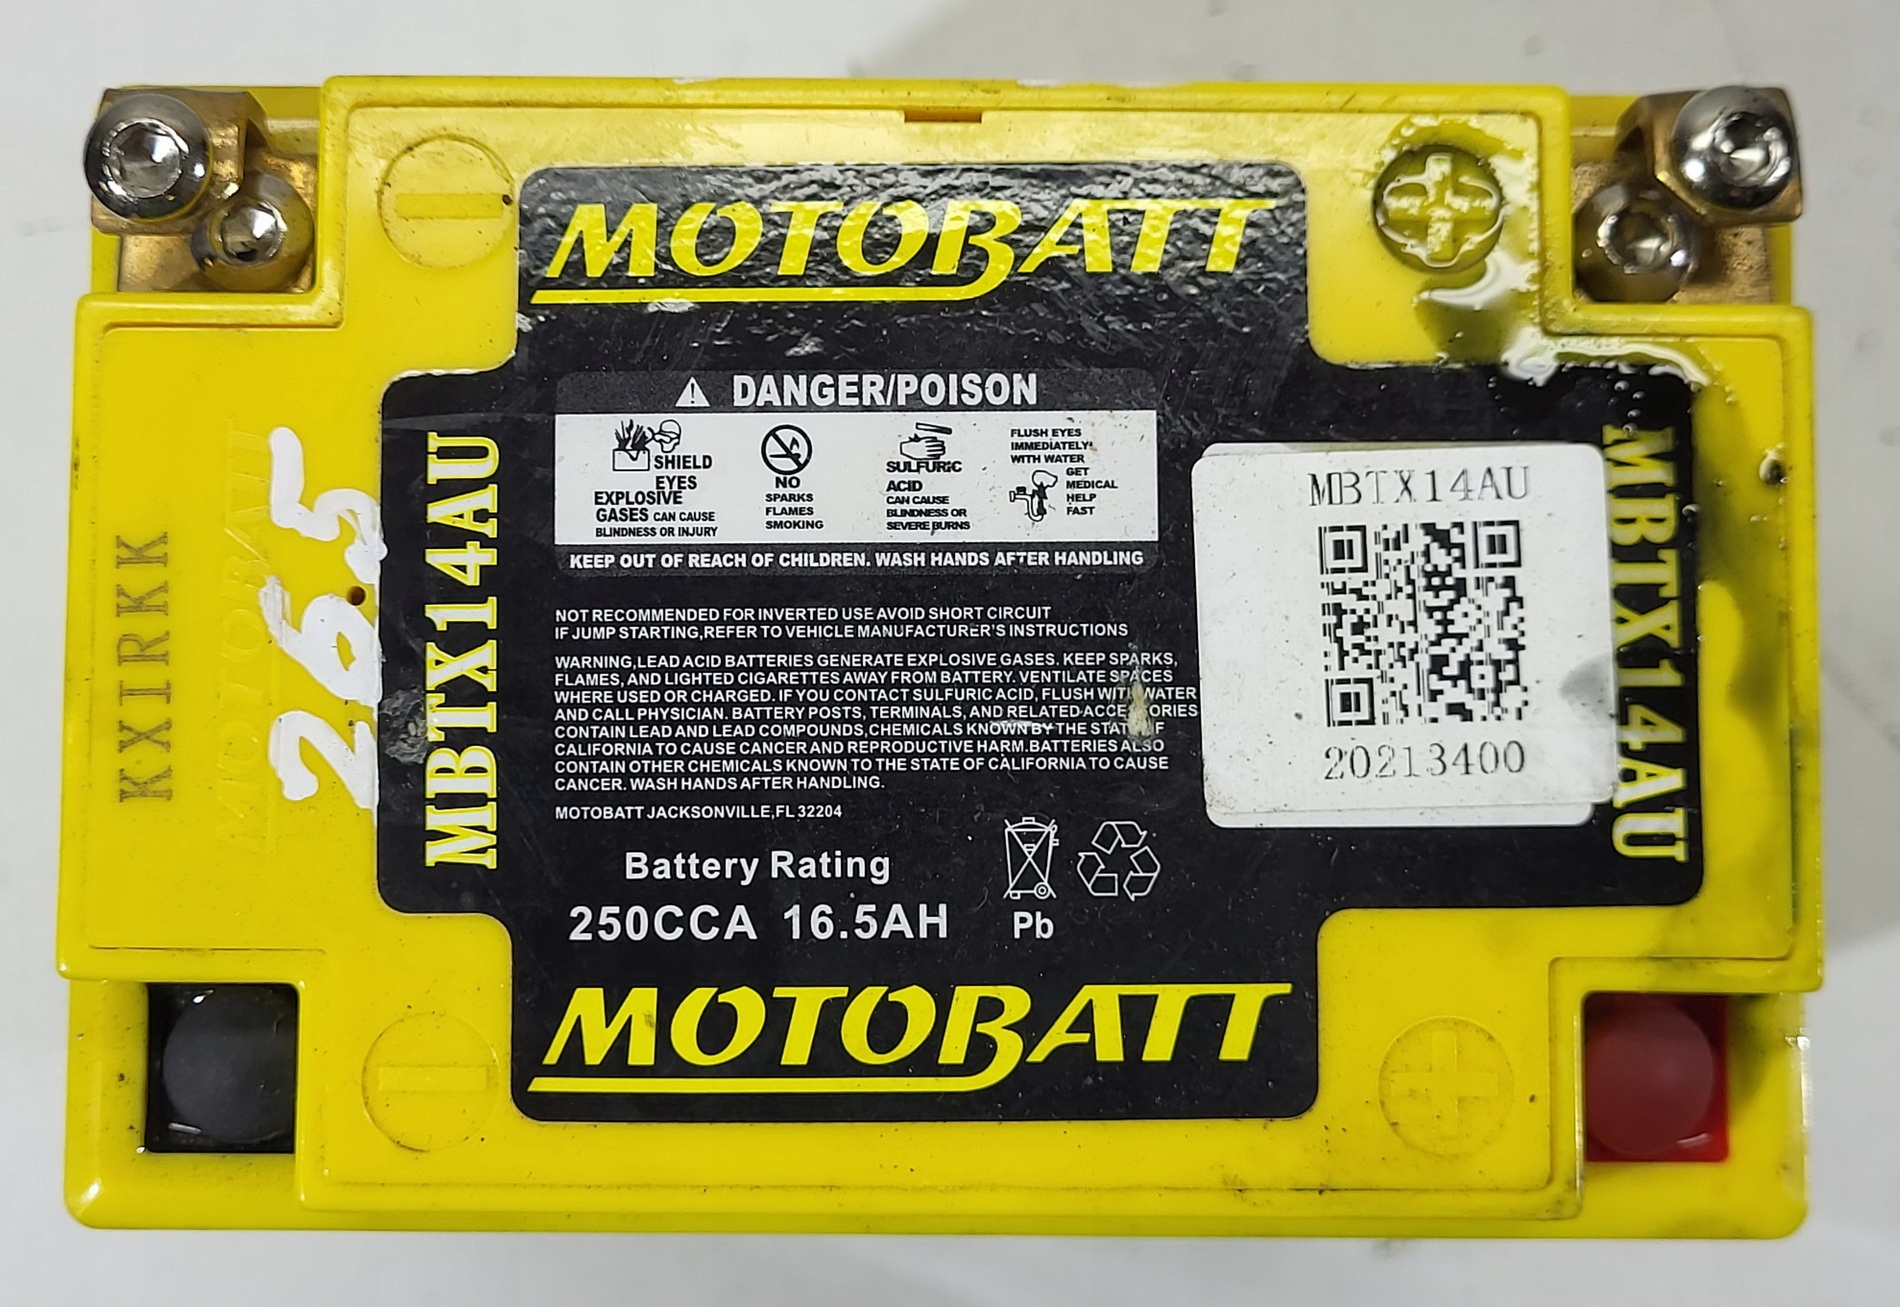 MOTOBATT
DANGER/POISON
SHIELD
EYES
EXPLOSIVE
GASES CAN CAUSE
BLINDNESS OR INJURY
NO
SPARKS
FLAMES
SMOKING
SULFURIC
ACID
CAN CAUSE
BLINDNESS OR
SEVERE BURNS
FLUSH EYES
IMMEDIATELY
WITH WATER
GET
MEDICAL
HELP
FAST
KEEP OUT OF REACH OF CHILDREN. WASH HANDS AFTER HANDLING
NOT RECOMMENDED FOR INVERTED USE AVOID SHORT CIRCUIT
IF JUMP STARTING,REFER TO VEHICLE MANUFACTURER'S INSTRUCTIONS
WARNING,LEAD ACID BATTERIES GENERATE EXPLOSIVE GASES. KEEP SPARKS,
FLAMES, AND LIGHTED CIGARETTES AWAY FROM BATTERY. VENTILATE SPACES
WHERE USED OR CHARGED. IF YOU CONTACT SULFURIC ACID, FLUSH WITH WATER
AND CALL PHYSICIAN. BATTERY POSTS, TERMINALS, AND RELATED ACCESSORIES
CONTAIN LEAD AND LEAD COMPOUNDS,CHEMICALS KNOWN BY THE STATE OF
CALIFORNIA TO CAUSE CANCER AND REPRODUCTIVE HARM.BATTERIES ALSO
CONTAIN OTHER CHEMICALS KNOWN TO THE STATE OF CALIFORNIA TO CAUSE
CANCER. WASH HANDS AFTER HANDLING.
MOTOBATT JACKSONVILLE,FL 32204
Battery Rating
250CCA 16.5AH
Pb
MOTOBATT
MBTX14AU
MBTX14AU
MBTX14AU
20213400
265
KXIRKK
MOTOBATT